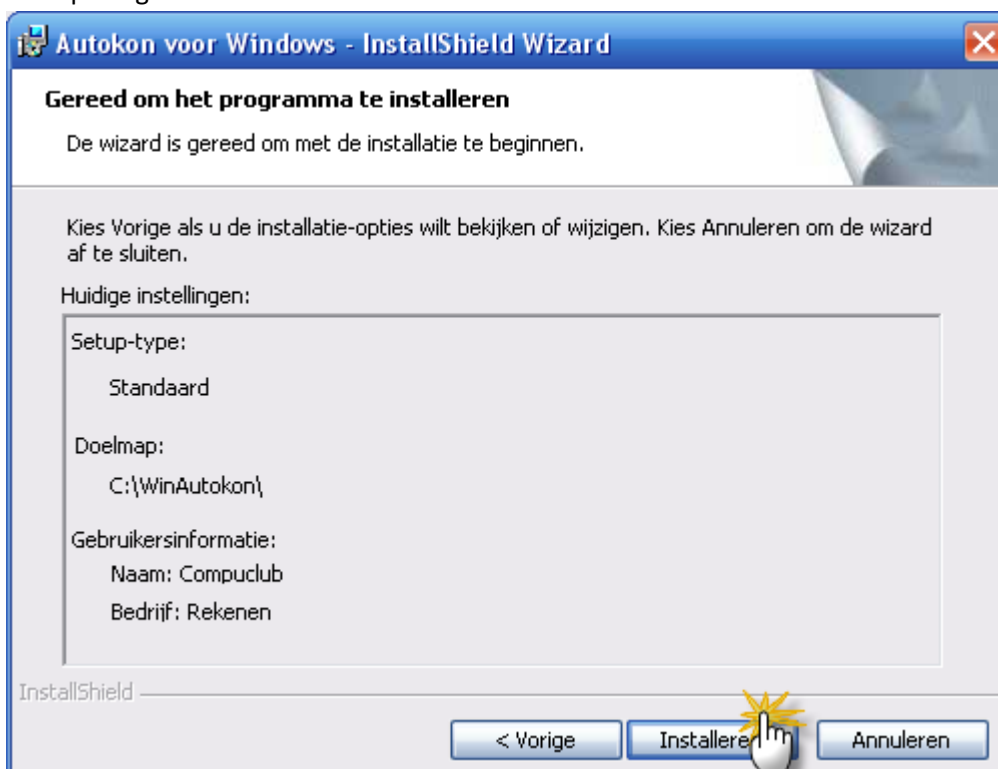 Autokon voor Windows - InstallShield Wizard
Gereed om het programma te installeren
De wizard is gereed om met de installatie te beginnen.
Kies Vorige als u de installatie-opties wilt bekijken of wijzigen. Kies Annuleren om de wizard
af te sluiten.
Huidige instellingen:
Setup-type:
Standaard
Doelmap:
C:\WinAutokon\
Gebruikersinformatie:
Naam: Compuclub
Bedrijf: Rekenen
InstallShield
< Vorige
Installeren
Annuleren